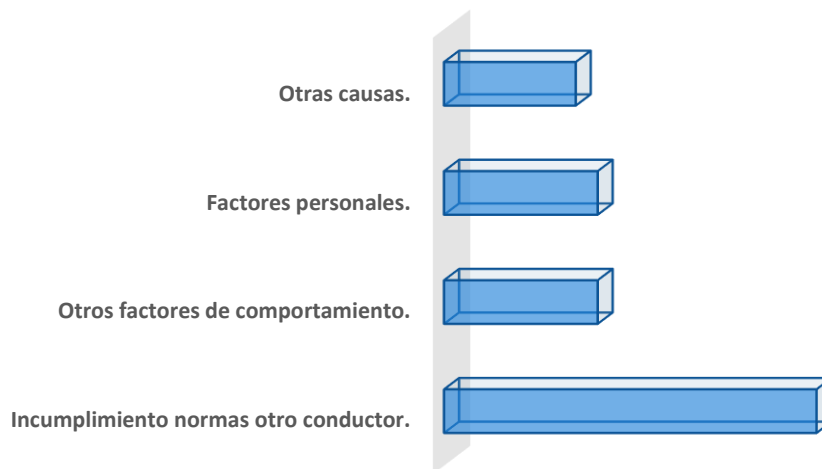 Otras causas.
Factores personales.
Otros factores de comportamiento.
Incumplimiento normas otro conductor.